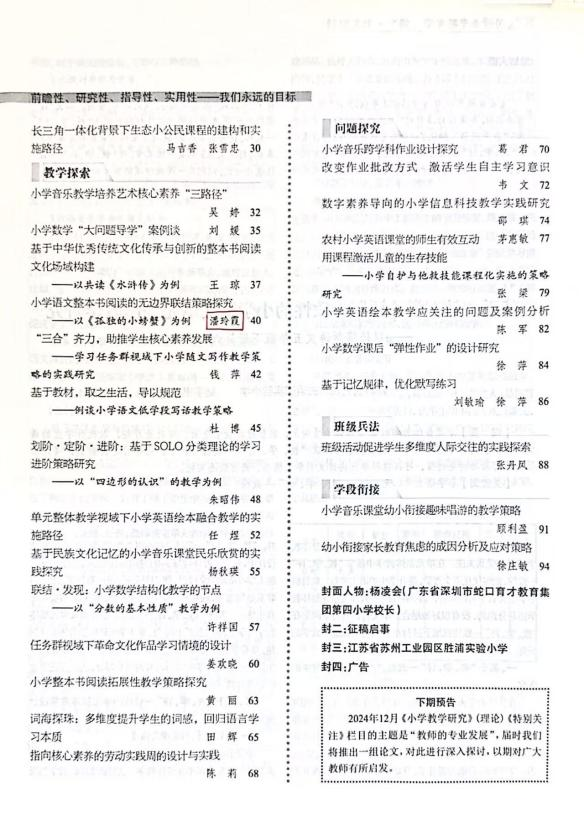 前瞻性、研究性、指导性、实用性——我们永远的目标
长三角一体化背景下生态小公民课程的建构和实
施路径 马吉香 张雪忠 30
教学探索
小学音乐教学培养艺术核心素养“三路径”
吴婷 32
小学数学“大问题导学”案例谈 刘媛 35
基于中华优秀传统文化传承与创新的整本书阅读
文化场域构建
——以共读《水浒传》为例 王琼 37
小学语文整本书阅读的无边界联结策略探究
——以《孤独的小螃蟹》为例 潘玲霞 40
“三合”齐力，助推学生核心素养发展
——学习任务群视域下小学随文写作教学策
略的实践研究 钱萍 42
基于教材，取之生活，导以规范
——例谈小学语文低学段写话教学策略
杜博 45
划阶·定阶·进阶：基于SOLO分类理论的学习
进阶策略研究
——以“四边形的认识”的教学为例
朱昭伟 48
单元整体教学视域下小学英语绘本融合教学的实
施路径 任煜 52
基于民族文化记忆的小学音乐课堂民乐欣赏的实
践探究 杨秋瑛 55
联结·发现：小学数学结构化教学的节点
——以“分数的基本性质”教学为例
许祥国 57
任务群视域下革命文化作品学习情境的设计
姜欢晓 60
小学整本书阅读拓展性教学策略探究
黄丽 63
词海探珠：多维度提升学生的词感，回归语言学
习本质 田辉 65
指向核心素养的劳动实践周的设计与实践
陈莉 68
问题探究
小学音乐跨学科作业设计探究 葛君 70
改变作业批改方式 激活学生自主学习意识
韦文 72
数字素养导向的小学信息科技教学实践研究
邵琪 74
农村小学英语课堂的师生有效互动 茅惠敏 77
用课程激活儿童的生存技能
——小学自护与他救技能课程化实施的策略
研究 张梁 79
小学英语绘本教学应关注的问题及案例分析
陈军 82
小学数学课后“弹性作业”的设计研究
徐萍 84
基于记忆规律，优化默写练习
刘敏瑜 徐萍 86
班级兵法
班级活动促进学生多维度人际交往的实践探索
张丹凤 88
学段衔接
小学音乐课堂幼小衔接趣味唱游的教学策略
顾利盈 91
幼小衔接家长教育焦虑的成因分析及应对策略
徐庄敏 94
封面人物：杨凌会（广东省深圳市蛇口育才教育集
团第四小学校长）
封二：征稿启事
封三：江苏省苏州工业园区胜浦实验小学
封四：广告
下期预告
2024年12月《小学教学研究》（理论）《特别关
注》栏目的主题是“教师的专业发展”，届时我们
将推出一组论文，对此进行深入探讨，以期对广大
教师有所启发。